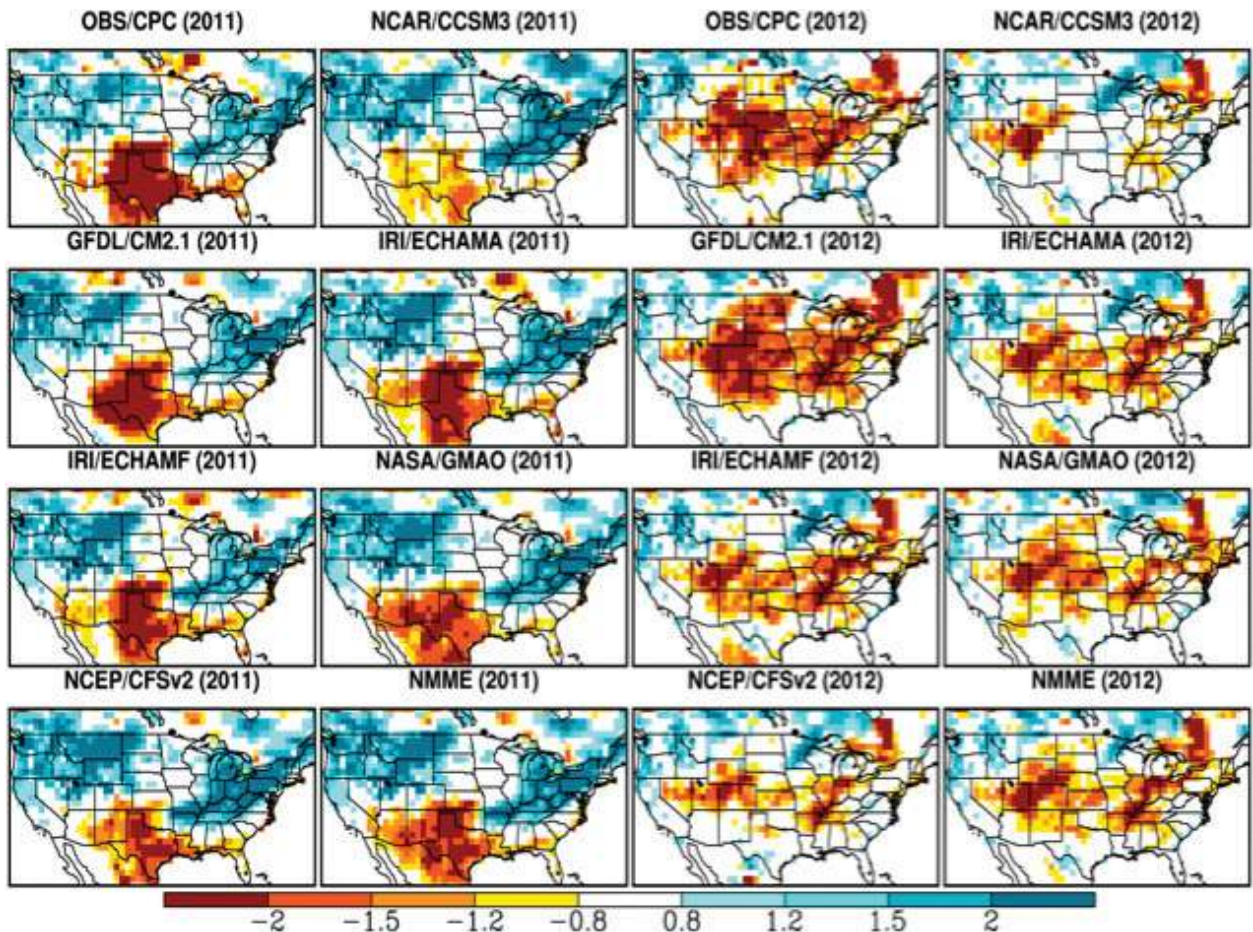 OBS/CPC (2011) NCAR/CCSM3 (2011) OBS/CPC (2012) NCAR/CCSM3 (2012)
GFDL/CM2.1 (2011) IRI/ECHAMA (2011) GFDL/CM2.1 (2012) IRI/ECHAMA (2012)
IRI/ECHAMF (2011) NASA/GMAO (2011) IRI/ECHAMF (2012) NASA/GMAO (2012)
NCEP/CFSv2 (2011) NMME (2011) NCEP/CFSv2 (2012) NMME (2012)
−2 −1.5 −1.2 −0.8 0.8 1.2 1.5 2